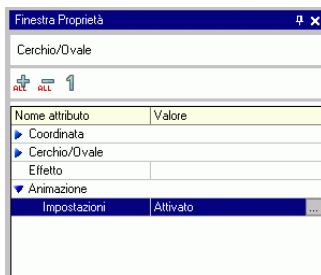 Finestra Proprietà
Cerchio/Ovale
ALL ALL 1
Nome attributo Valore
Coordinata
Cerchio/Ovale
Effetto
Animazione
Impostazioni Attivato ...